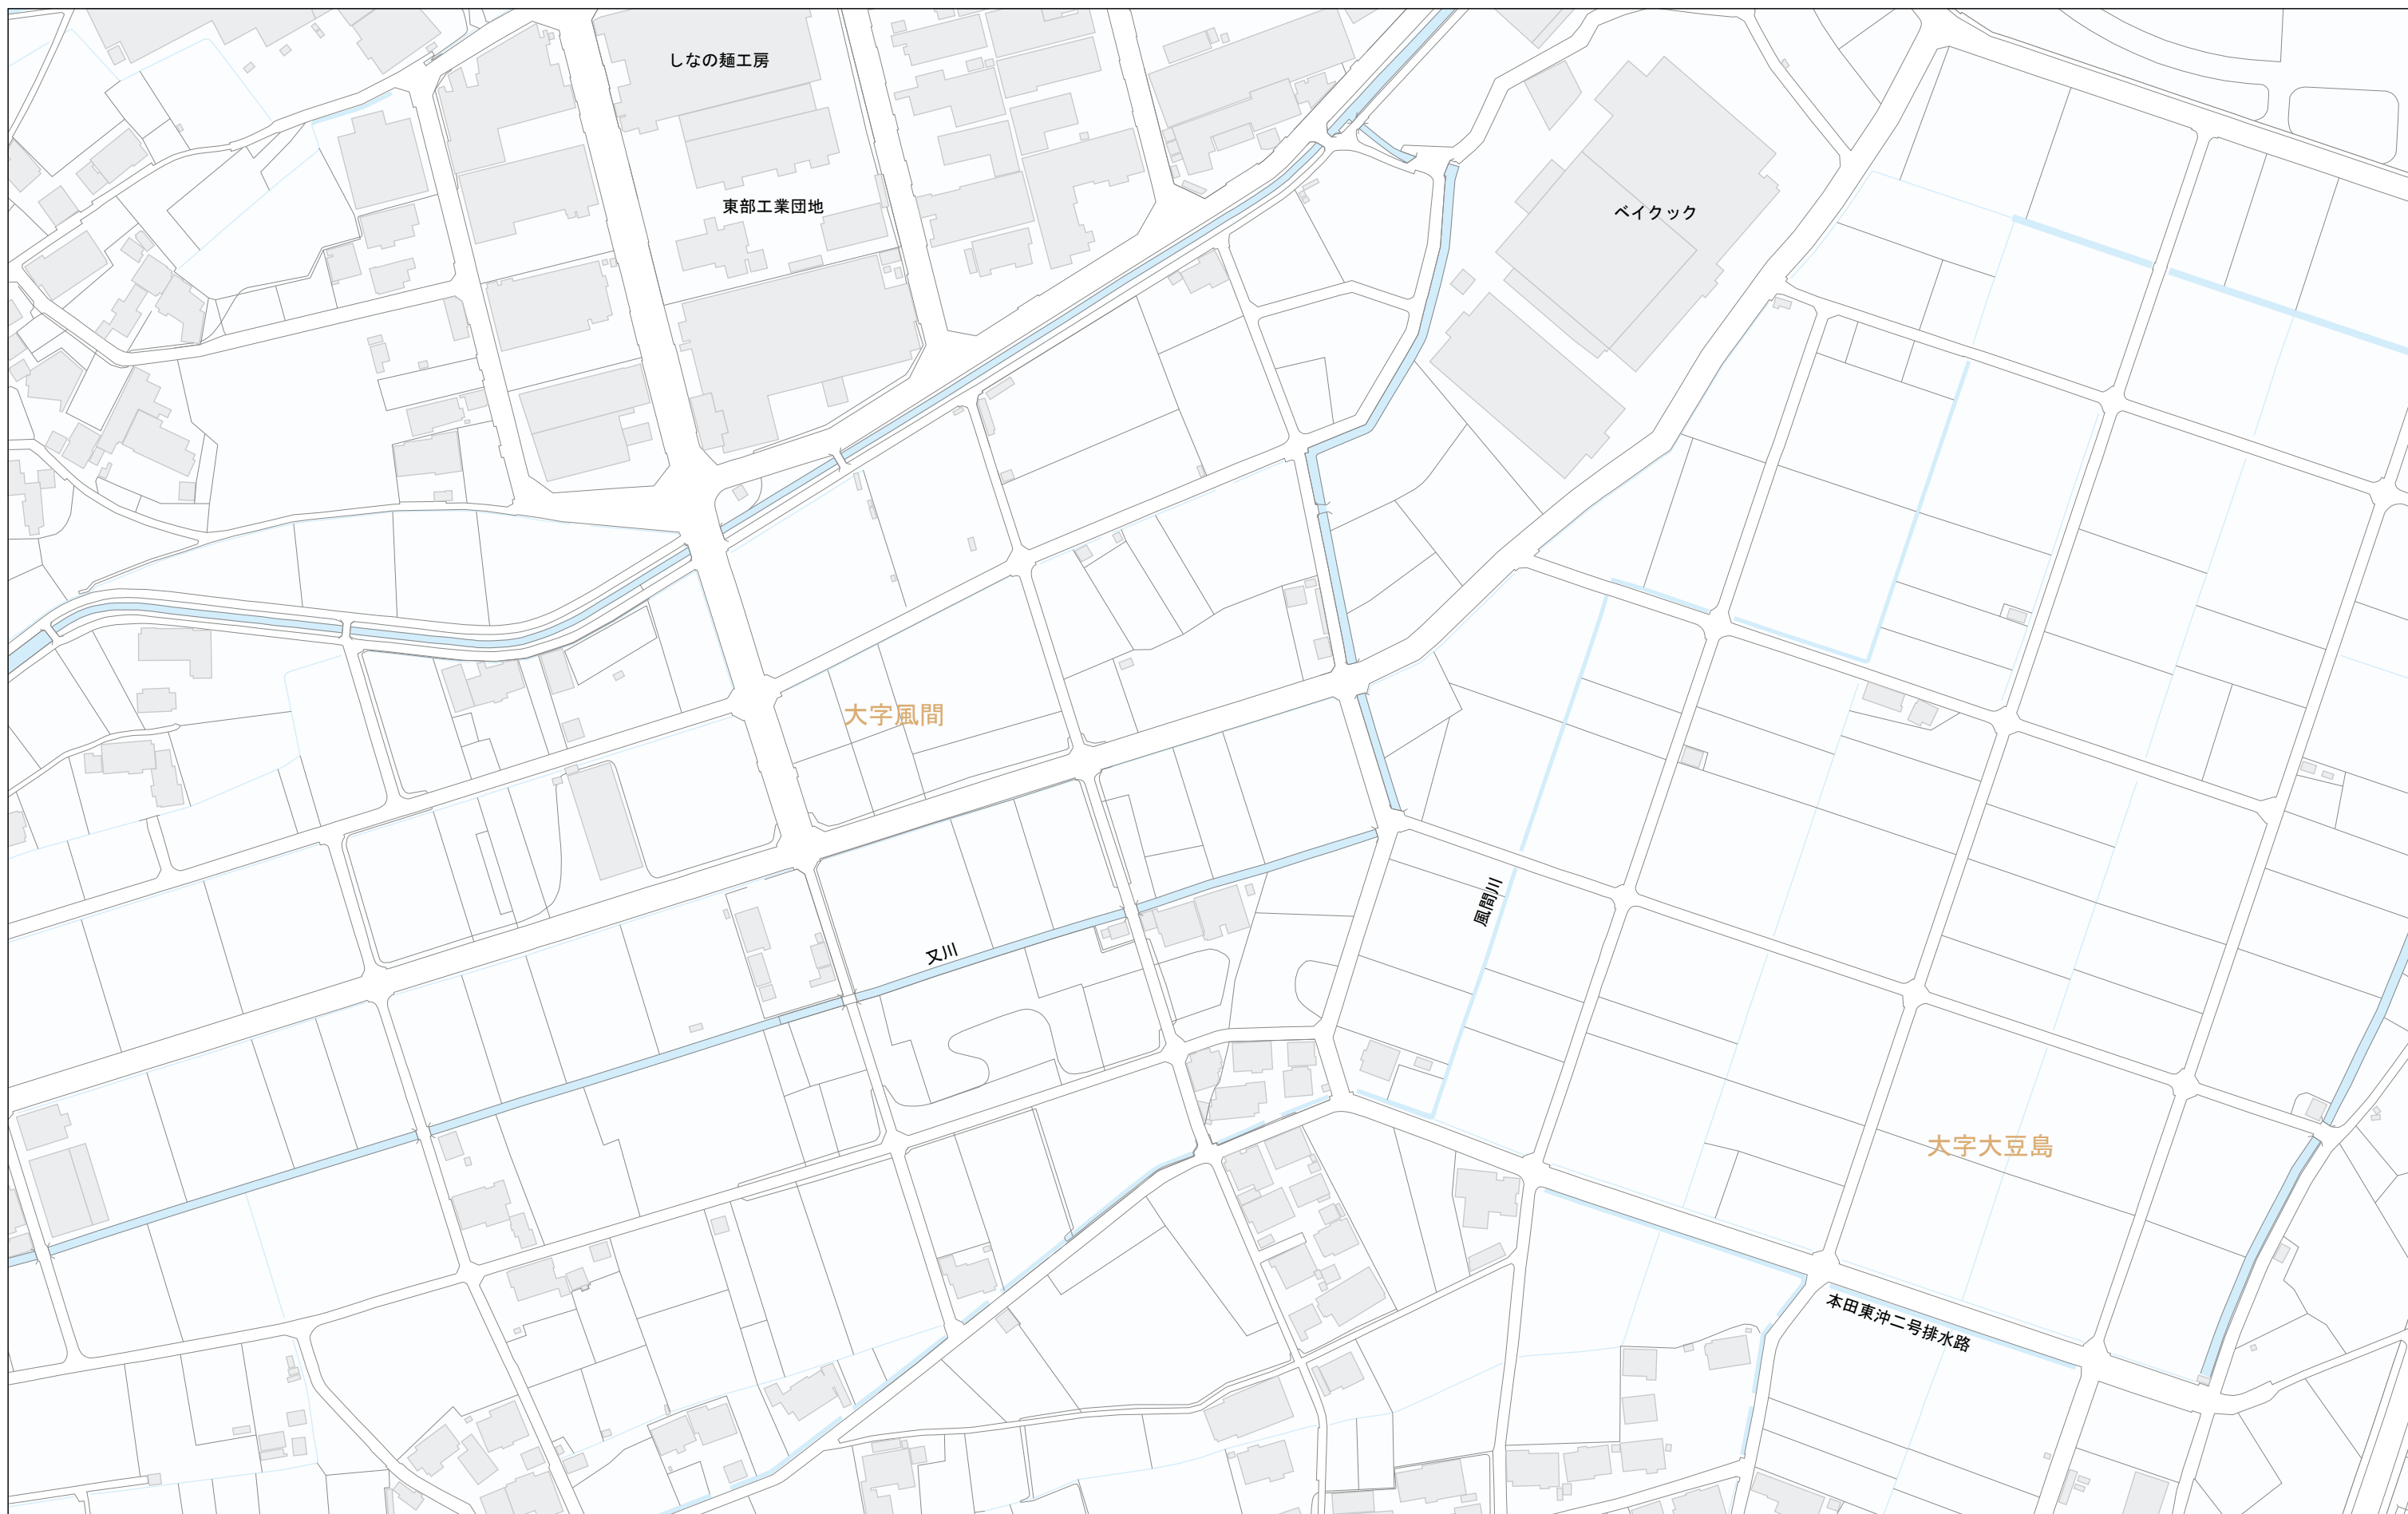 しなの麺工房
東部工業団地
ベイクック
大字風間
風間川
又川
大字大豆島
本田東沖二号排水路